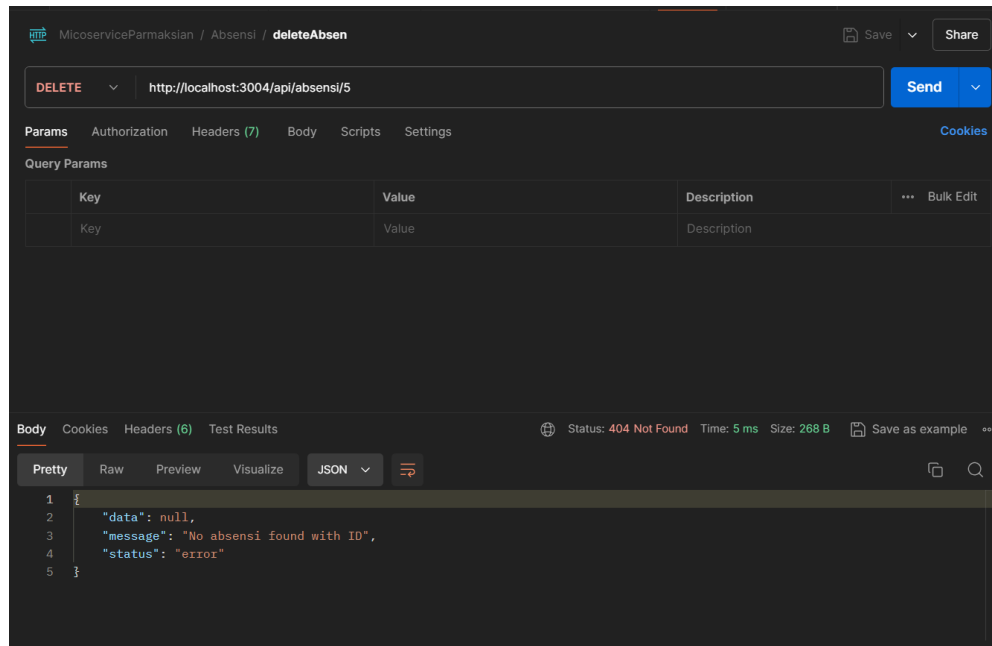 HTTP MicoserviceParmaksian / Absensi / deleteAbsen Save Share
DELETE http://localhost:3004/api/absensi/5 Send
Params Authorization Headers (7) Body Scripts Settings Cookies
Query Params
Key Value Description ••• Bulk Edit
Key Value Description
Body Cookies Headers (6) Test Results Status: 404 Not Found Time: 5 ms Size: 268 B Save as example
Pretty Raw Preview Visualize JSON
1 {
2 "data": null,
3 "message": "No absensi found with ID",
4 "status": "error"
5 }